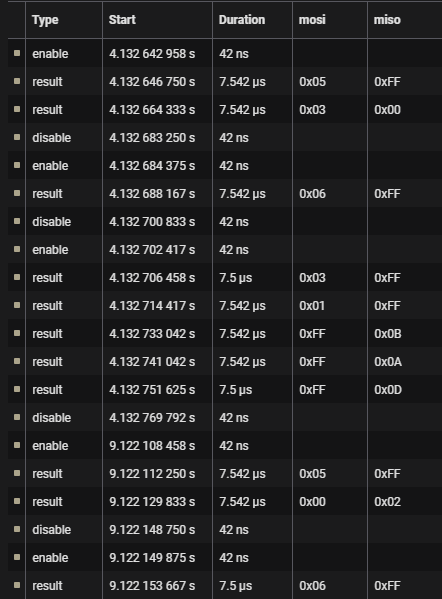 Type Start Duration mosi miso
enable 4.132 642 958 s 42 ns
result 4.132 646 750 s 7.542 µs 0x05 0xFF
result 4.132 664 333 s 7.542 µs 0x03 0x00
disable 4.132 683 250 s 42 ns
enable 4.132 684 375 s 42 ns
result 4.132 688 167 s 7.542 µs 0x06 0xFF
disable 4.132 700 833 s 42 ns
enable 4.132 702 417 s 42 ns
result 4.132 706 458 s 7.5 µs 0x03 0xFF
result 4.132 714 417 s 7.542 µs 0x01 0xFF
result 4.132 733 042 s 7.542 µs 0xFF 0x0B
result 4.132 741 042 s 7.542 µs 0xFF 0x0A
result 4.132 751 625 s 7.5 µs 0xFF 0x0D
disable 4.132 769 792 s 42 ns
enable 9.122 108 458 s 42 ns
result 9.122 112 250 s 7.542 µs 0x05 0xFF
result 9.122 129 833 s 7.542 µs 0x00 0x02
disable 9.122 148 750 s 42 ns
enable 9.122 149 875 s 42 ns
result 9.122 153 667 s 7.5 µs 0x06 0xFF